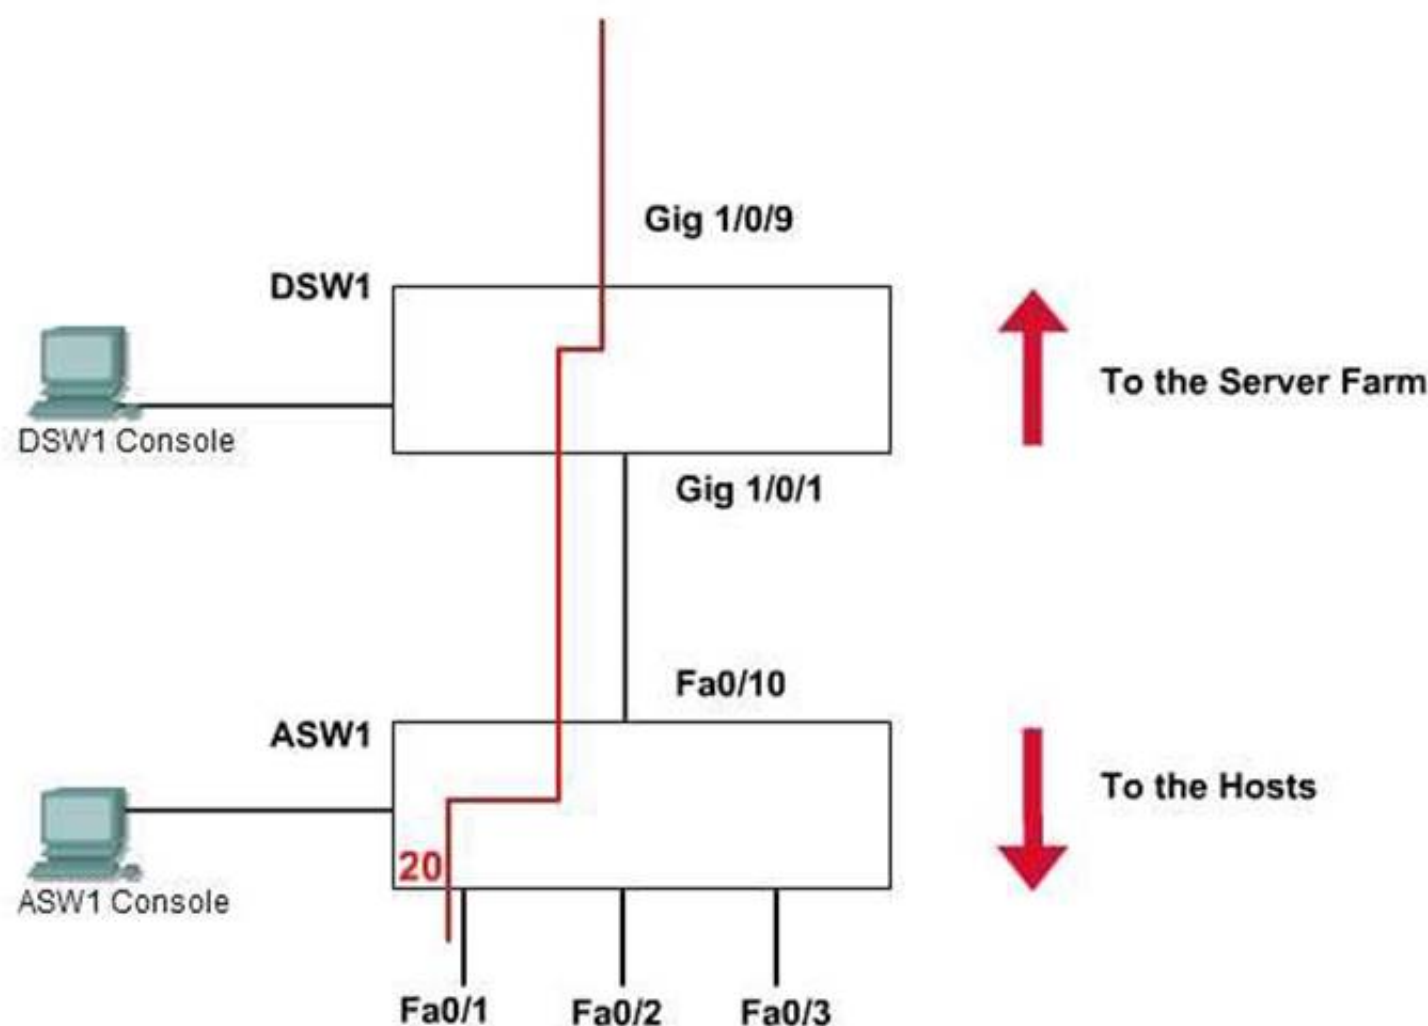 Gig 1/0/9
DSW1
DSW1 Console
To the Server Farm
Gig 1/0/1
Fa0/10
ASW1
ASW1 Console
To the Hosts
20
Fa0/1
Fa0/2
Fa0/3